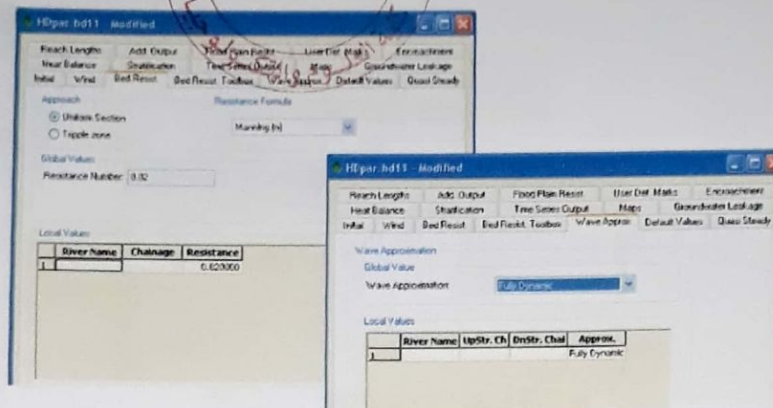 HDpar.hd11 - Modified
Reach Lengths Add. Output Flood Plain Resist. User Def. Marks Encroachment
Heat Balance Stratification Time Series Output Maps Groundwater Leakage
Initial Wind Bed Resist. Bed Resist. Toolbox Wave Approx. Default Values Quasi Steady
Approach
Resistance Formula
Uniform Section
Tripple zone
Manning (n)
Global Values
Resistance Number:
Local Values
River Name Chainage Resistance
1
HDpar.hd11 - Modified
Reach Lengths Add. Output Flood Plain Resist. User Def. Marks Encroachment
Heat Balance Stratification Time Series Output Maps Groundwater Leakage
Initial Wind Bed Resist. Bed Resist. Toolbox Wave Approx. Default Values Quasi Steady
Wave Approximation
Global Value
Wave Approximation: Fully Dynamic
Local Values
River Name UpStr. Ch DnStr. Chai Approx.
1 Fully Dynamic